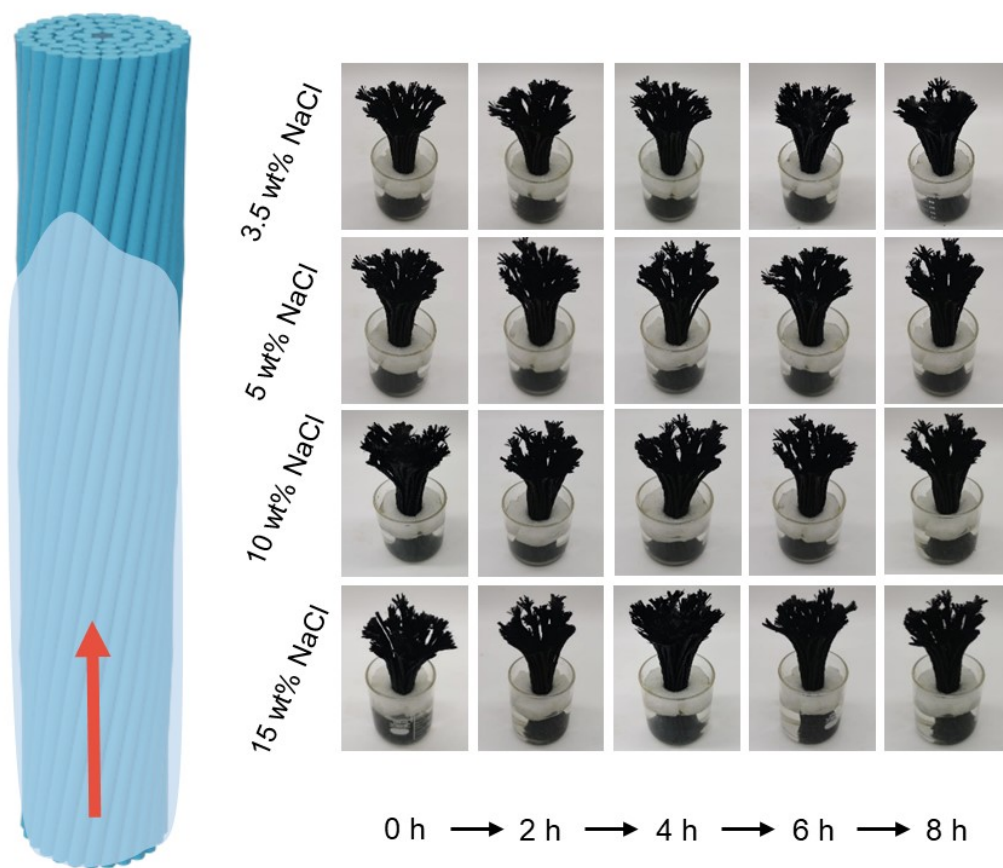 3.5 wt% NaCl
5 wt% NaCl
10 wt% NaCl
15 wt% NaCl
0 h → 2 h → 4 h → 6 h → 8 h